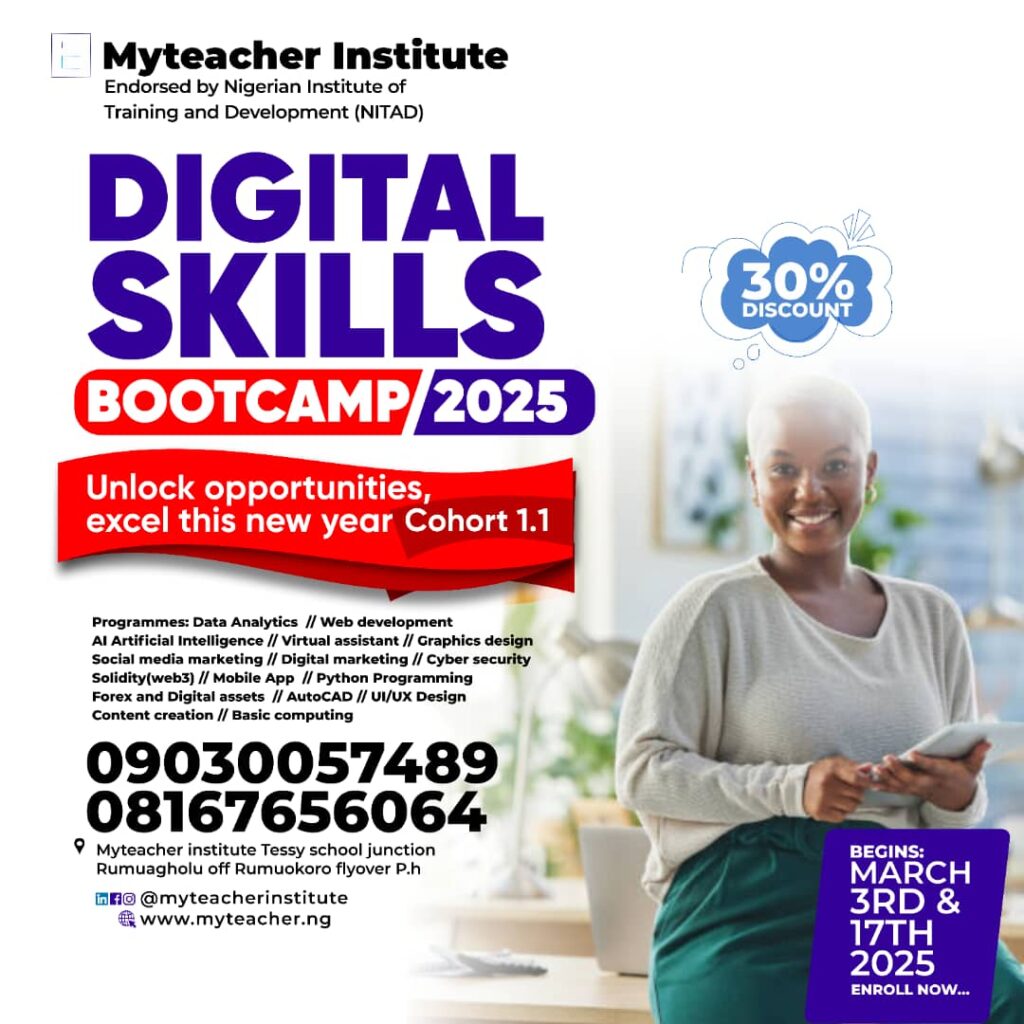 Myteacher Institute
Endorsed by Nigerian Institute of
Training and Development (NITAD)
DIGITAL
SKILLS
BOOTCAMP/2025
Unlock opportunities,
excel this new year Cohort 1.1
30%
DISCOUNT
Programmes: Data Analytics // Web development
AI Artificial Intelligence // Virtual assistant // Graphics design
Social media marketing // Digital marketing // Cyber security
Solidity(web3) // Mobile App // Python Programming
Forex and Digital assets // AutoCAD // UI/UX Design
Content creation // Basic computing
09030057489
08167656064
Myteacher institute Tessy school junction
Rumuagholu off Rumuokoro flyover P.h
@myteacherinstitute
www.myteacher.ng
BEGINS:
MARCH
3RD &
17TH
2025
ENROLL NOW...